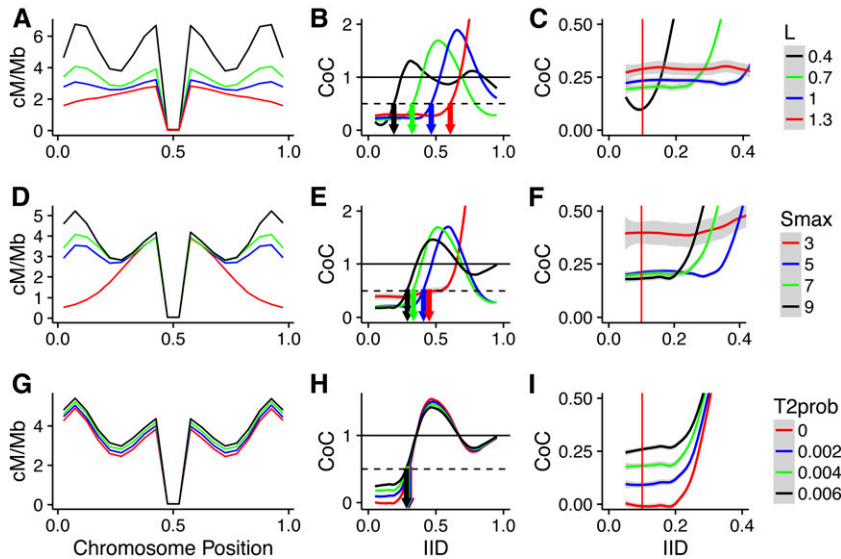 A B C
cM/Mb
6
4
2
0
0.0 0.5 1.0
CoC
2
1
0
0.0 0.5 1.0
CoC
0.50
0.25
0.00
0.0 0.2 0.4
L
0.4
0.7
1
1.3
D E F
cM/Mb
5
4
3
2
1
0
0.0 0.5 1.0
CoC
2
1
0
0.0 0.5 1.0
CoC
0.50
0.25
0.00
0.0 0.2 0.4
Smax
3
5
7
9
G H I
cM/Mb
4
2
0
0.0 0.5 1.0
Chromosome Position
CoC
1
0
0.0 0.5 1.0
IID
CoC
0.50
0.25
0.00
0.0 0.2 0.4
IID
T2prob
0
0.002
0.004
0.006